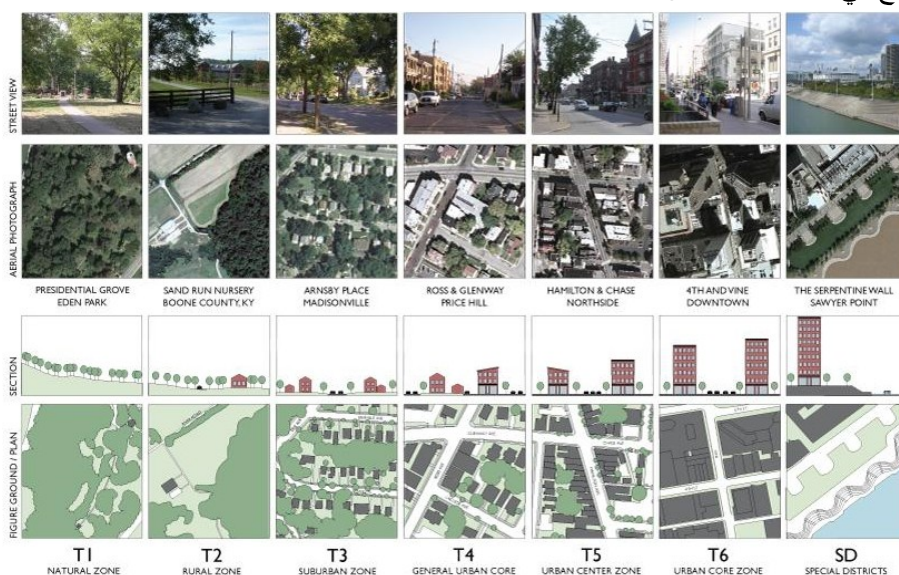 STREET VIEW
AERIAL PHOTOGRAPH
PRESIDENTIAL GROVE
EDEN PARK
SAND RUN NURSERY
BOONE COUNTY, KY
ARNSBY PLACE
MADISONVILLE
ROSS & GLENWAY
PRICE HILL
HAMILTON & CHASE
NORTHSIDE
4TH AND VINE
DOWNTOWN
THE SERPENTINE WALL
SAWYER POINT
SECTION
FIGURE GROUND / PLAN
T1
NATURAL ZONE
T2
RURAL ZONE
T3
SUBURBAN ZONE
T4
GENERAL URBAN CORE
T5
URBAN CENTER ZONE
T6
URBAN CORE ZONE
SD
SPECIAL DISTRICTS